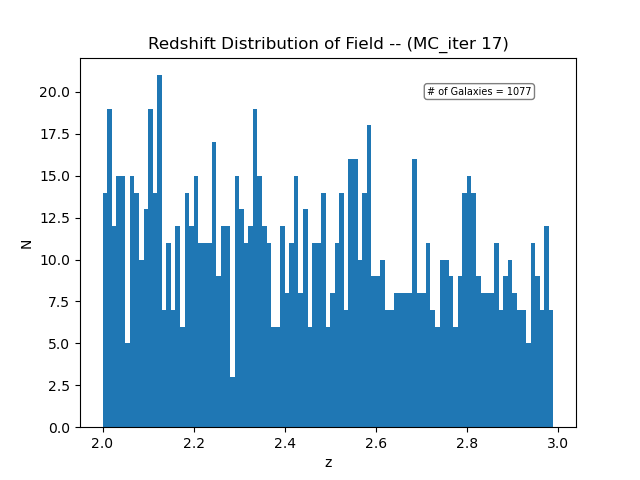 Redshift Distribution of Field -- (MC_iter 17)
# of Galaxies = 1077
20.0
17.5
15.0
12.5
10.0
7.5
5.0
2.5
0.0
N
2.0 2.2 2.4 2.6 2.8 3.0
z